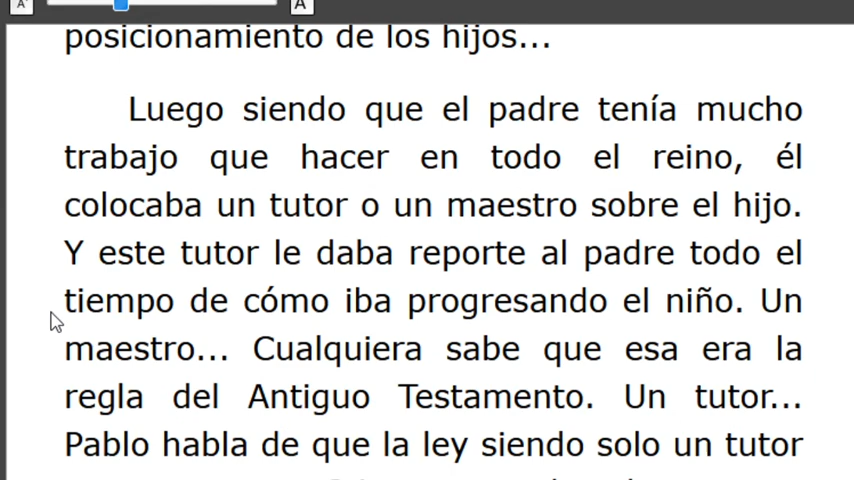 A
A
posicionamiento de los hijos...
Luego siendo que el padre tenía mucho
trabajo que hacer en todo el reino, él
colocaba un tutor o un maestro sobre el hijo.
Y este tutor le daba reporte al padre todo el
tiempo de cómo iba progresando el niño. Un
maestro... Cualquiera sabe que esa era la
regla del Antiguo Testamento. Un tutor...
Pablo habla de que la ley siendo solo un tutor